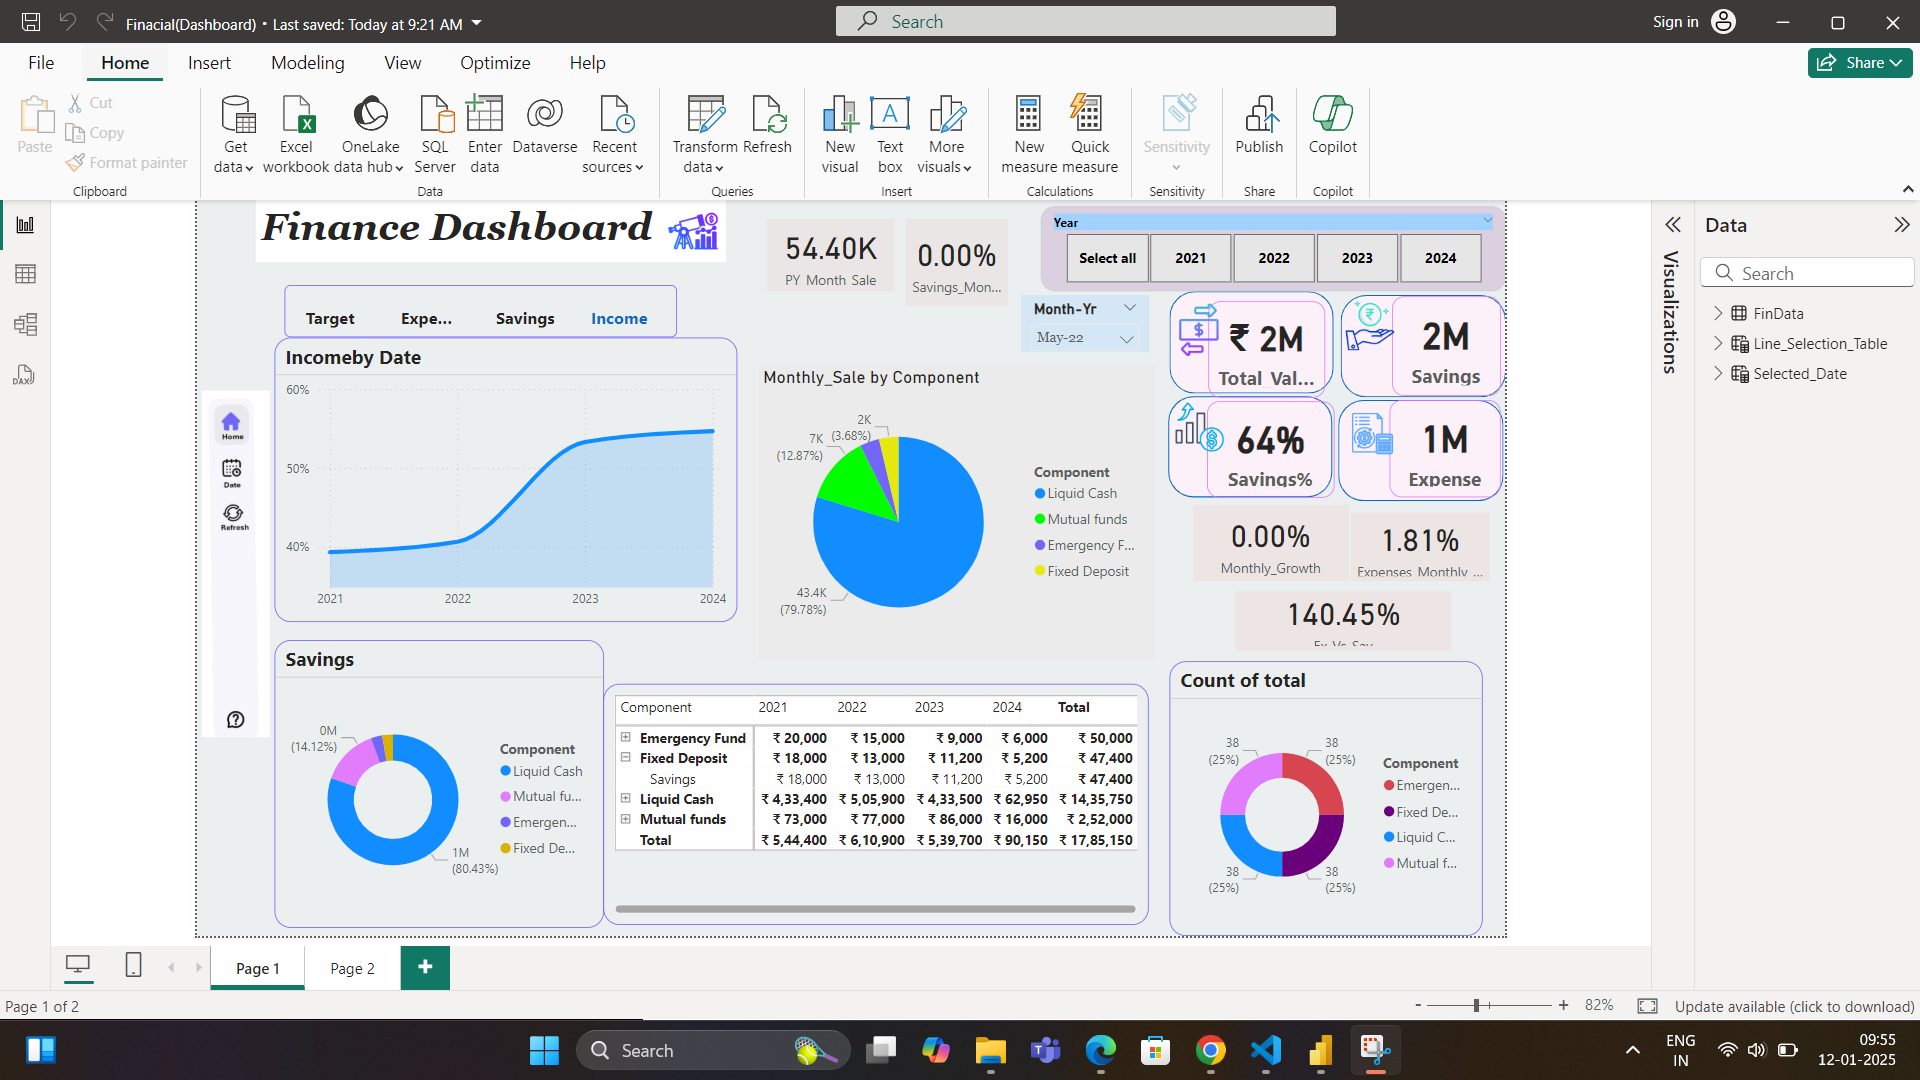 Finacial(Dashboard) • Last saved: Today at 9:21 AM
Search
Sign in
File Home Insert Modeling View Optimize Help
Share
Paste
Cut
Copy
Format painter
Clipboard
Get data
Excel workbook
OneLake data hub
SQL Server
Enter data
Dataverse
Recent sources
Data
Transform data
Refresh
Queries
New visual
Text box
More visuals
Insert
New measure
Quick measure
Calculations
Sensitivity
Sensitivity
Publish
Share
Copilot
Copilot
Finance Dashboard
54.40K
PY Month Sale
0.00%
Savings_Mon...
Year
Select all 2021 2022 2023 2024
Target Expe... Savings Income
Month-Yr
May-22
₹ 2M
Total Val...
2M
Savings
64%
Savings%
1M
Expense
Home
Date
Refresh
Incomeby Date
60%
50%
40%
2021 2022 2023 2024
Monthly_Sale by Component
2K
(3.68%)
7K
(12.87%)
43.4K
(79.78%)
Component
Liquid Cash
Mutual funds
Emergency F...
Fixed Deposit
0.00%
Monthly_Growth
1.81%
Expenses Monthly ...
140.45%
Ex Vs Sav
Savings
0M
(14.12%)
1M
(80.43%)
Component
Liquid Cash
Mutual fu...
Emergen...
Fixed De...
Component 2021 2022 2023 2024 Total
Emergency Fund ₹ 20,000 ₹ 15,000 ₹ 9,000 ₹ 6,000 ₹ 50,000
Fixed Deposit ₹ 18,000 ₹ 13,000 ₹ 11,200 ₹ 5,200 ₹ 47,400
Savings ₹ 18,000 ₹ 13,000 ₹ 11,200 ₹ 5,200 ₹ 47,400
Liquid Cash ₹ 4,33,400 ₹ 5,05,900 ₹ 4,33,500 ₹ 62,950 ₹ 14,35,750
Mutual funds ₹ 73,000 ₹ 77,000 ₹ 86,000 ₹ 16,000 ₹ 2,52,000
Total ₹ 5,44,400 ₹ 6,10,900 ₹ 5,39,700 ₹ 90,150 ₹ 17,85,150
Count of total
38
(25%)
38
(25%)
38
(25%)
38
(25%)
Component
Emergen...
Fixed De...
Liquid C...
Mutual f...
Visualizations
Data
Search
FinData
Line_Selection_Table
Selected_Date
DAX
Page 1
Page 2
+
Page 1 of 2
- + 82%
Update available (click to download)
Search
ENG
IN
09:55
12-01-2025